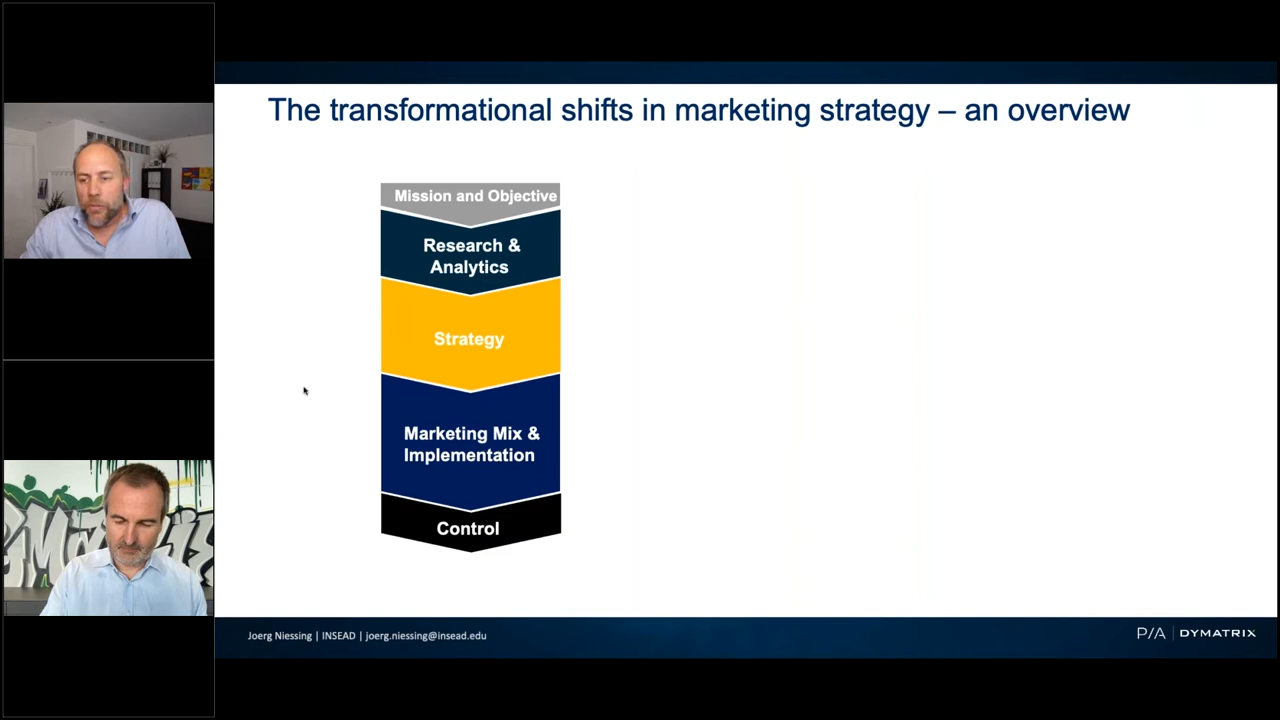 The transformational shifts in marketing strategy – an overview
Mission and Objective
Research &
Analytics
Strategy
Marketing Mix &
Implementation
Control
Joerg Niessing | INSEAD | joerg.niessing@insead.edu
P/A | DYMATRIX